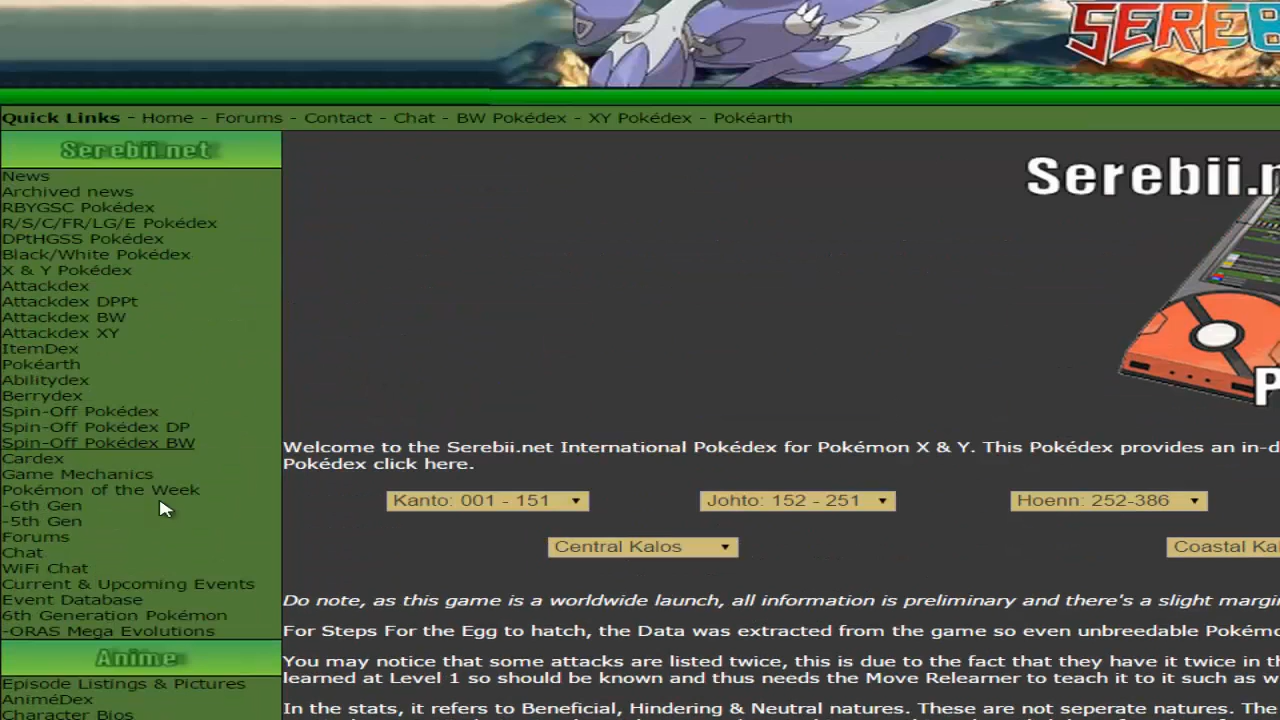 SEREB
Quick Links - Home - Forums - Contact - Chat - BW Pokédex - XY Pokédex - Pokéarth
Serebii.net
News
Archived news
RBYGSC Pokédex
R/S/C/FR/LG/E Pokédex
DPtHGSS Pokédex
Black/White Pokédex
X & Y Pokédex
Attackdex
Attackdex DPPt
Attackdex BW
Attackdex XY
ItemDex
Pokéarth
Abilitydex
Berrydex
Spin-Off Pokédex
Spin-Off Pokédex DP
Spin-Off Pokédex BW
Cardex
Game Mechanics
Pokémon of the Week
-6th Gen
-5th Gen
Forums
Chat
WiFi Chat
Current & Upcoming Events
Event Database
6th Generation Pokémon
-ORAS Mega Evolutions
Anime
Episode Listings & Pictures
AniméDex
Character Bios
Serebii.n
P
Welcome to the Serebii.net International Pokédex for Pokémon X & Y. This Pokédex provides an in-d
Pokédex click here.
Kanto: 001 - 151 Johto: 152 - 251 Hoenn: 252-386
Central Kalos Coastal Ka
Do note, as this game is a worldwide launch, all information is preliminary and there's a slight margi
For Steps For the Egg to hatch, the Data was extracted from the game so even unbreedable Pokémo
You may notice that some attacks are listed twice, this is due to the fact that they have it twice in th
learned at Level 1 so should be known and thus needs the Move Relearner to teach it to it such as w
In the stats, it refers to Beneficial, Hindering & Neutral natures. These are not seperate natures. The